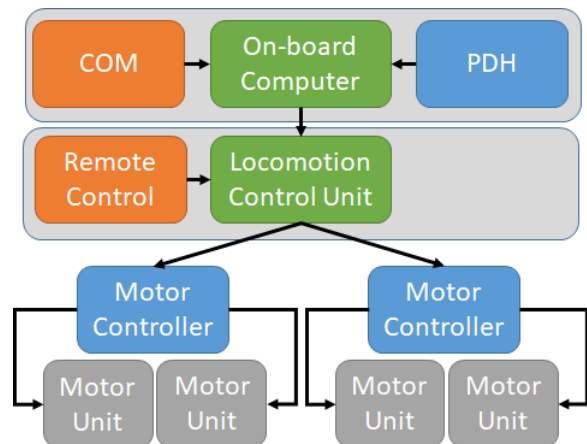 COM
On-board
Computer
PDH
Remote
Control
Locomotion
Control Unit
Motor
Controller
Motor
Controller
Motor
Unit
Motor
Unit
Motor
Unit
Motor
Unit